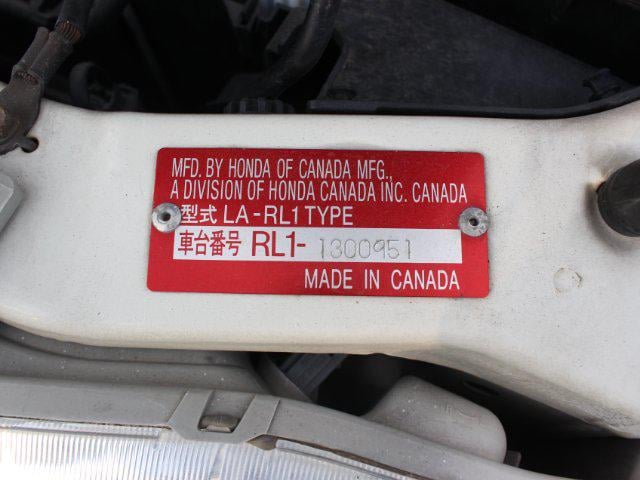 MFD. BY HONDA OF CANADA MFG.,
A DIVISION OF HONDA CANADA INC. CANADA
型式 LA-RL1 TYPE
車台番号 RL1-1300951
MADE IN CANADA